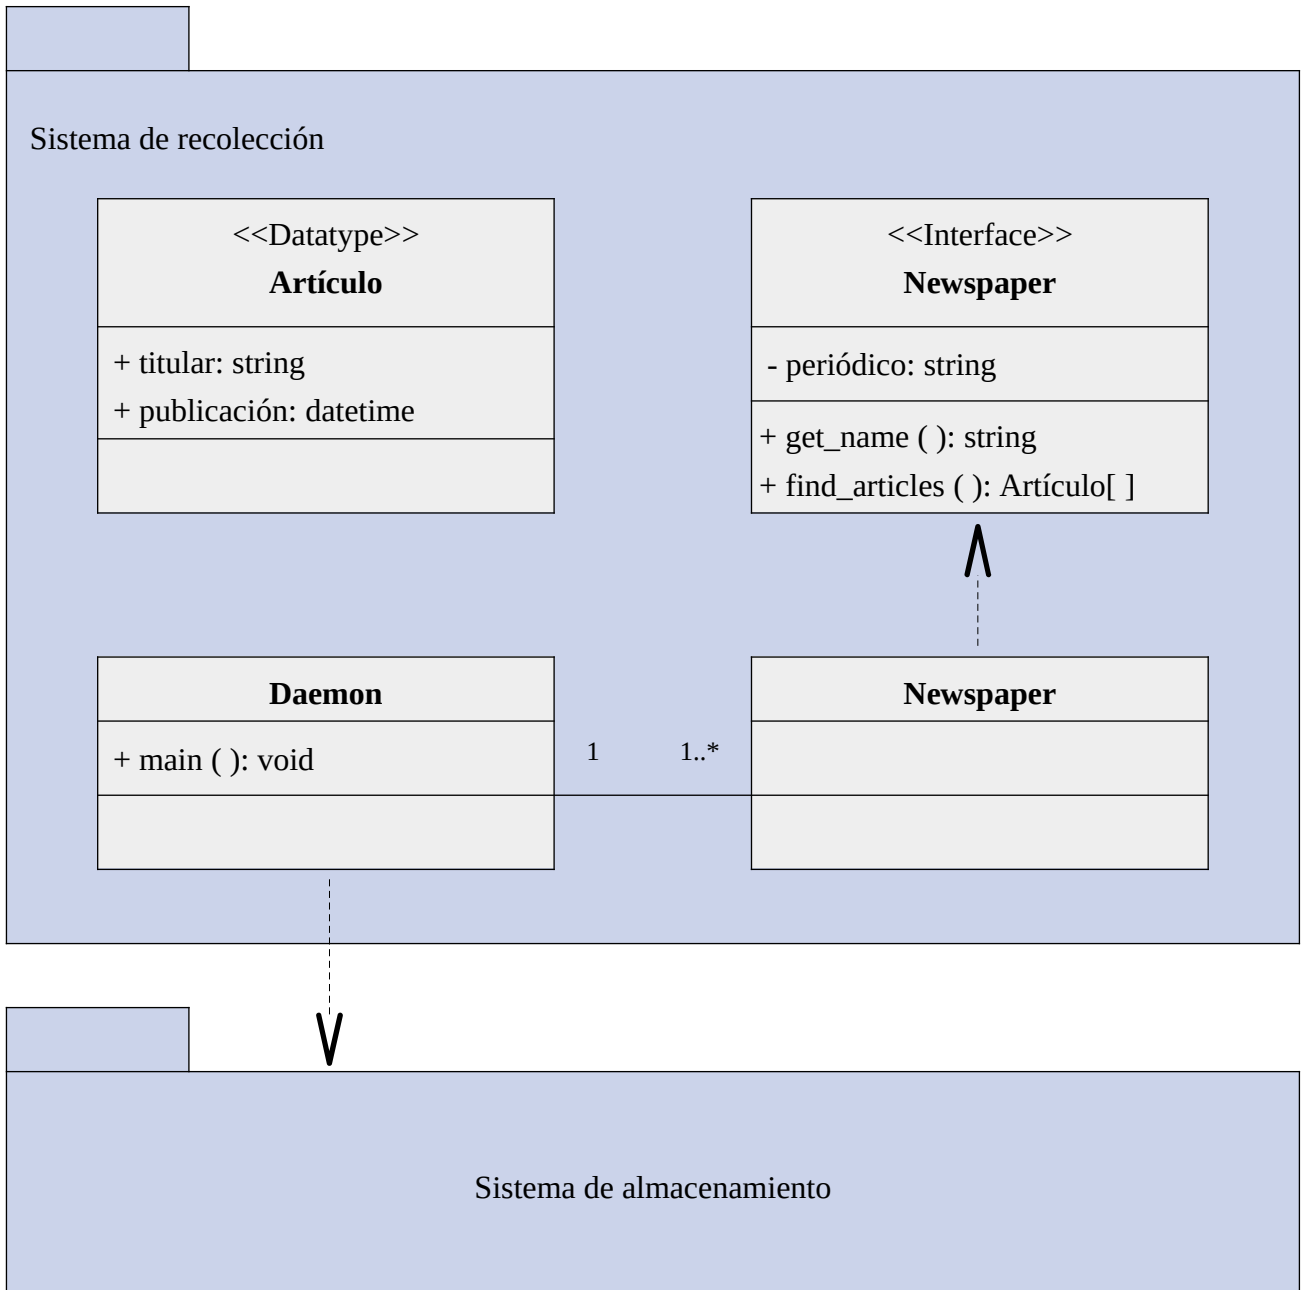 Sistema de recolección
<<Datatype>>
Artículo
+ titular: string
+ publicación: datetime
<<Interface>>
Newspaper
- periódico: string
+ get_name ( ): string
+ find_articles ( ): Artículo[ ]
Daemon
+ main ( ): void
1
1..*
Newspaper
Sistema de almacenamiento